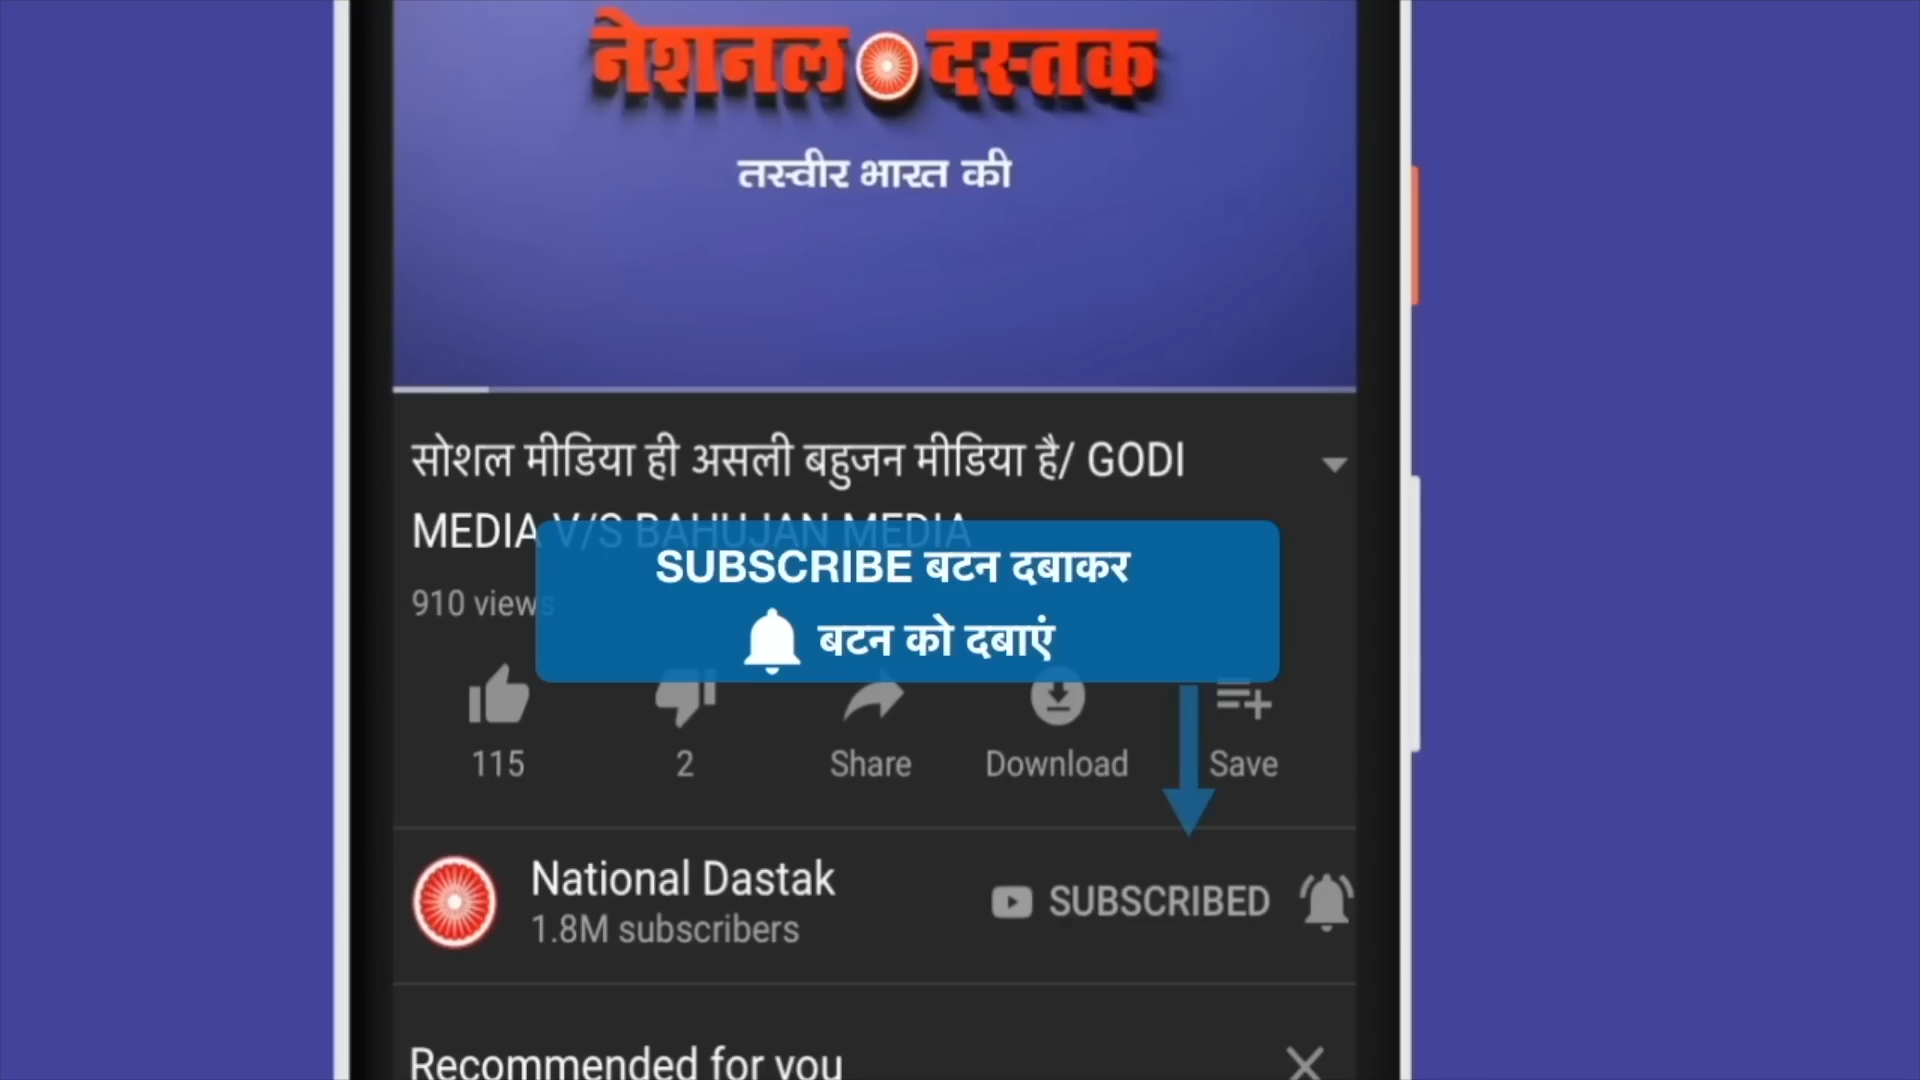 नेशनल दस्तक
तस्वीर भारत की
सोशल मीडिया ही असली बहुजन मीडिया है/ GODI
MEDIA V/S BAHUJAN MEDIA
SUBSCRIBE बटन दबाकर
910 views
बटन को दबाएं
115
2
Share
Download
Save
National Dastak
1.8M subscribers
SUBSCRIBED
Recommended for you